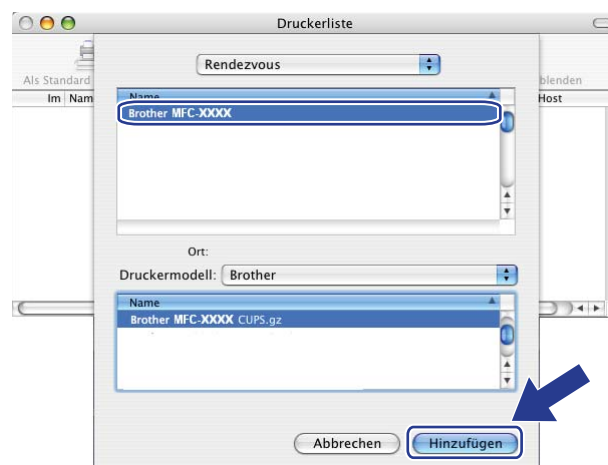 Druckerliste
Rendezvous
Als Standard
blenden
Im Nam
Host
Name
Brother MFC-XXXX
Ort:
Druckermodell: Brother
Name
Brother MFC-XXXX CUPS.gz
Abbrechen
Hinzufügen